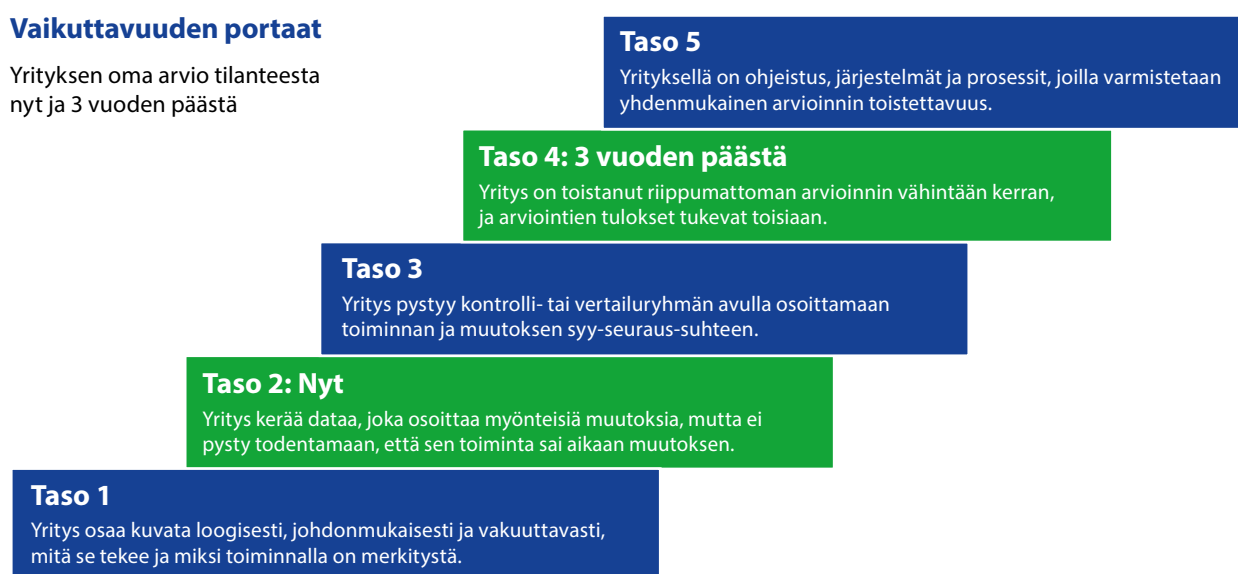 Vaikuttavuuden portaat
Yrityksen oma arvio tilanteesta
nyt ja 3 vuoden päästä
Taso 5
Yrityksellä on ohjeistus, järjestelmät ja prosessit, joilla varmistetaan
yhdenmukainen arvioinnin toistettavuus.
Taso 4: 3 vuoden päästä
Yritys on toistanut riippumattoman arvioinnin vähintään kerran,
ja arviointien tulokset tukevat toisiaan.
Taso 3
Yritys pystyy kontrolli- tai vertailuryhmän avulla osoittamaan
toiminnan ja muutoksen syy-seuraus-suhteen.
Taso 2: Nyt
Yritys kerää dataa, joka osoittaa myönteisiä muutoksia, mutta ei
pysty todentamaan, että sen toiminta sai aikaan muutoksen.
Taso 1
Yritys osaa kuvata loogisesti, johdonmukaisesti ja vakuuttavasti,
mitä se tekee ja miksi toiminnalla on merkitystä.